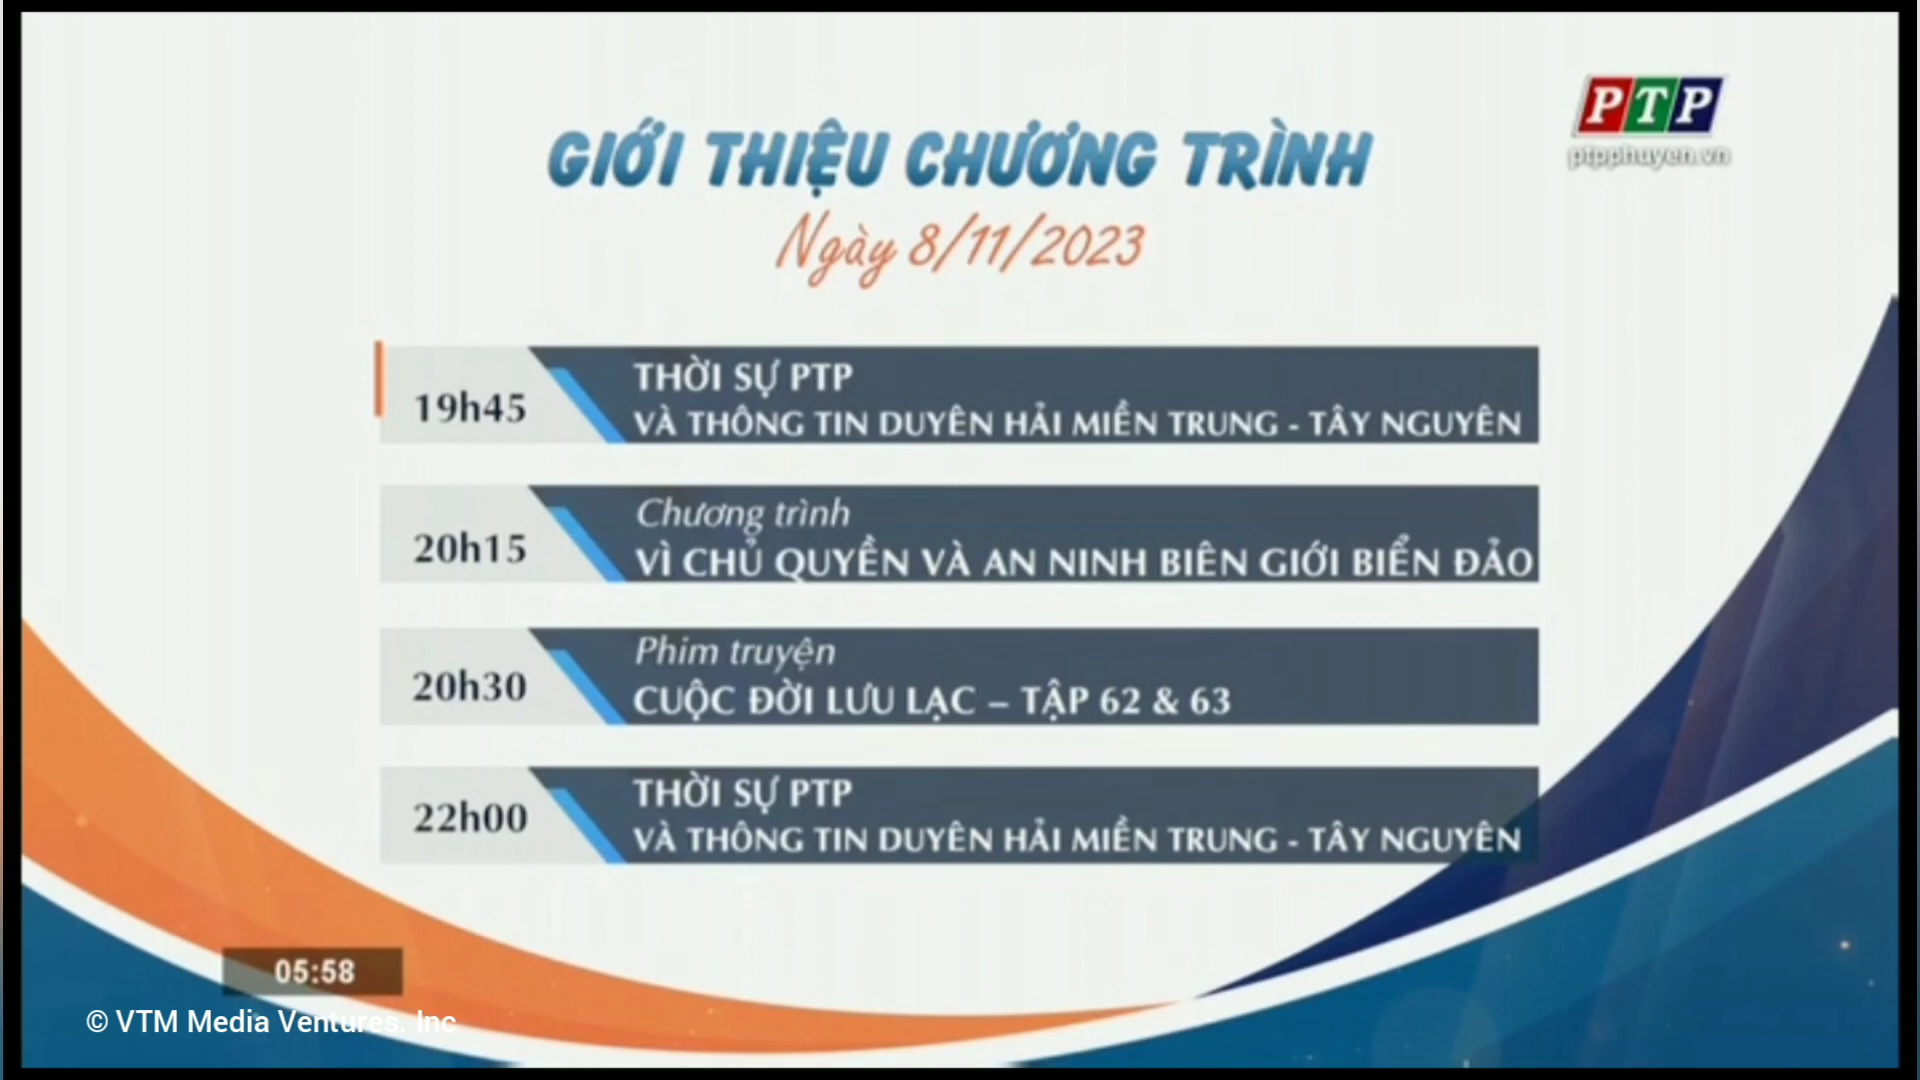 PTP
ptpphuyen.vn
GIỚI THIỆU CHƯƠNG TRÌNH
Ngày 8/11/2023
19h45
THỜI SỰ PTP
VÀ THÔNG TIN DUYÊN HẢI MIỀN TRUNG - TÂY NGUYÊN
20h15
Chương trình
VÌ CHỦ QUYỀN VÀ AN NINH BIÊN GIỚI BIỂN ĐẢO
20h30
Phim truyện
CUỘC ĐỜI LƯU LẠC – TẬP 62 & 63
22h00
THỜI SỰ PTP
VÀ THÔNG TIN DUYÊN HẢI MIỀN TRUNG - TÂY NGUYÊN
05:58
© VTM Media Ventures. Inc